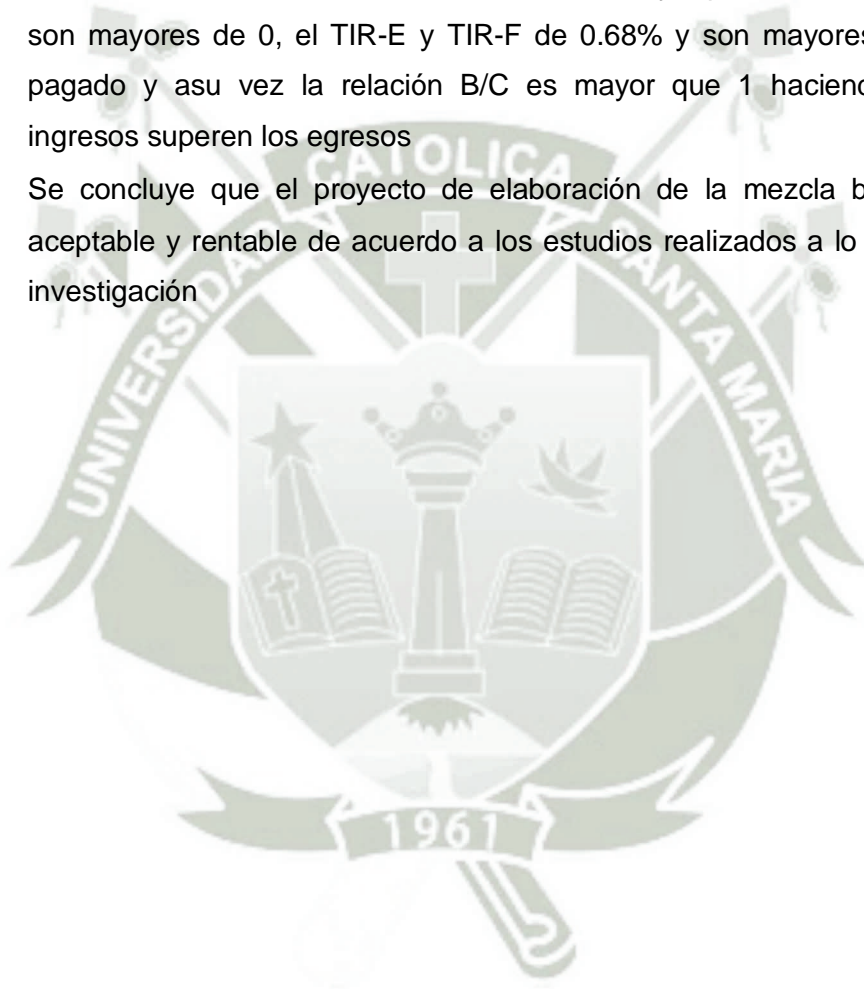 son mayores de 0, el TIR-E y TIR-F de 0.68% y son mayores
pagado y asu vez la relación B/C es mayor que 1
ingresos superen los egresos
Se concluye que el proyecto de elaboración de la mezcla
aceptable y rentable de acuerdo a los estudios realizados a lo
investigación
UNIVERSIDAD CATOLICA SANTA MARIA
1961